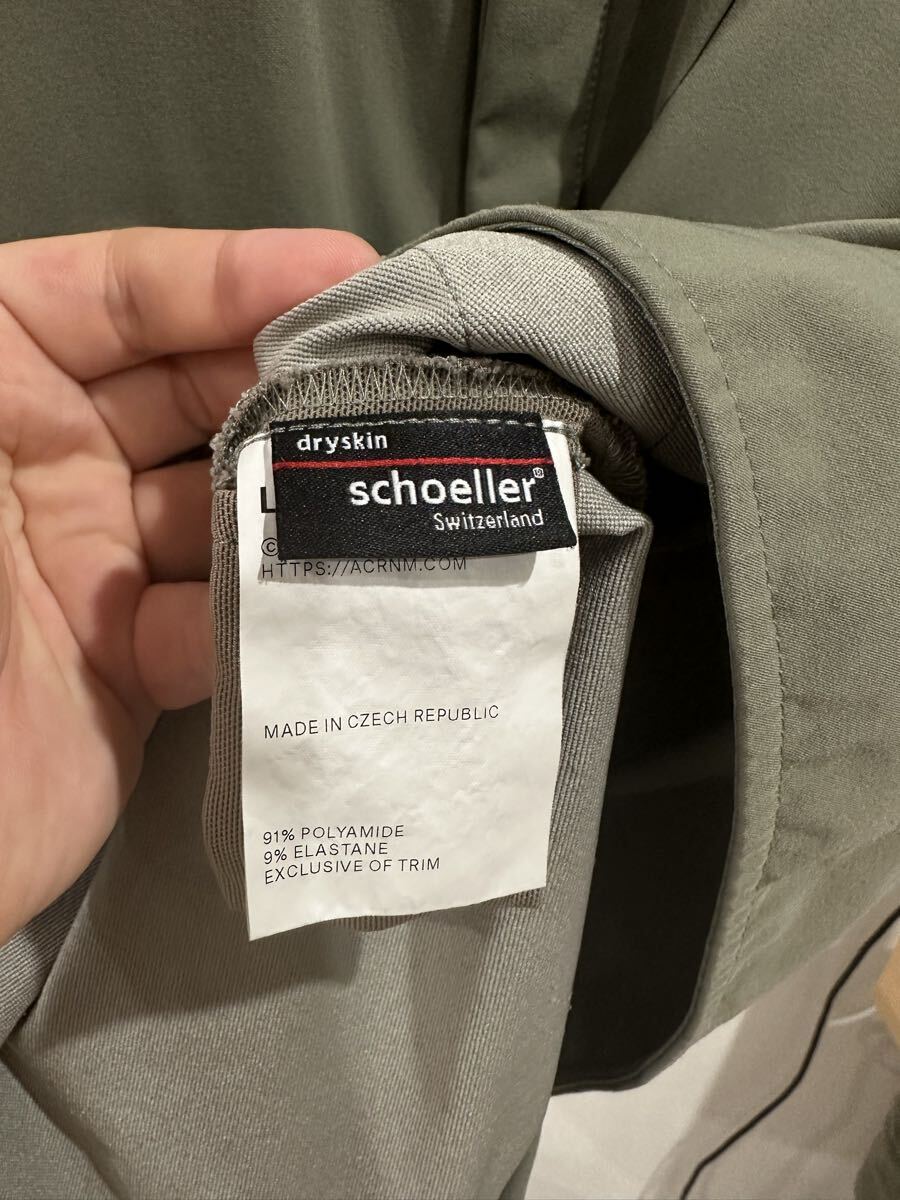 dryskin
schoeller®
Switzerland
L
©
HTTPS://ACRNM.COM
MADE IN CZECH REPUBLIC
91% POLYAMIDE
9% ELASTANE
EXCLUSIVE OF TRIM